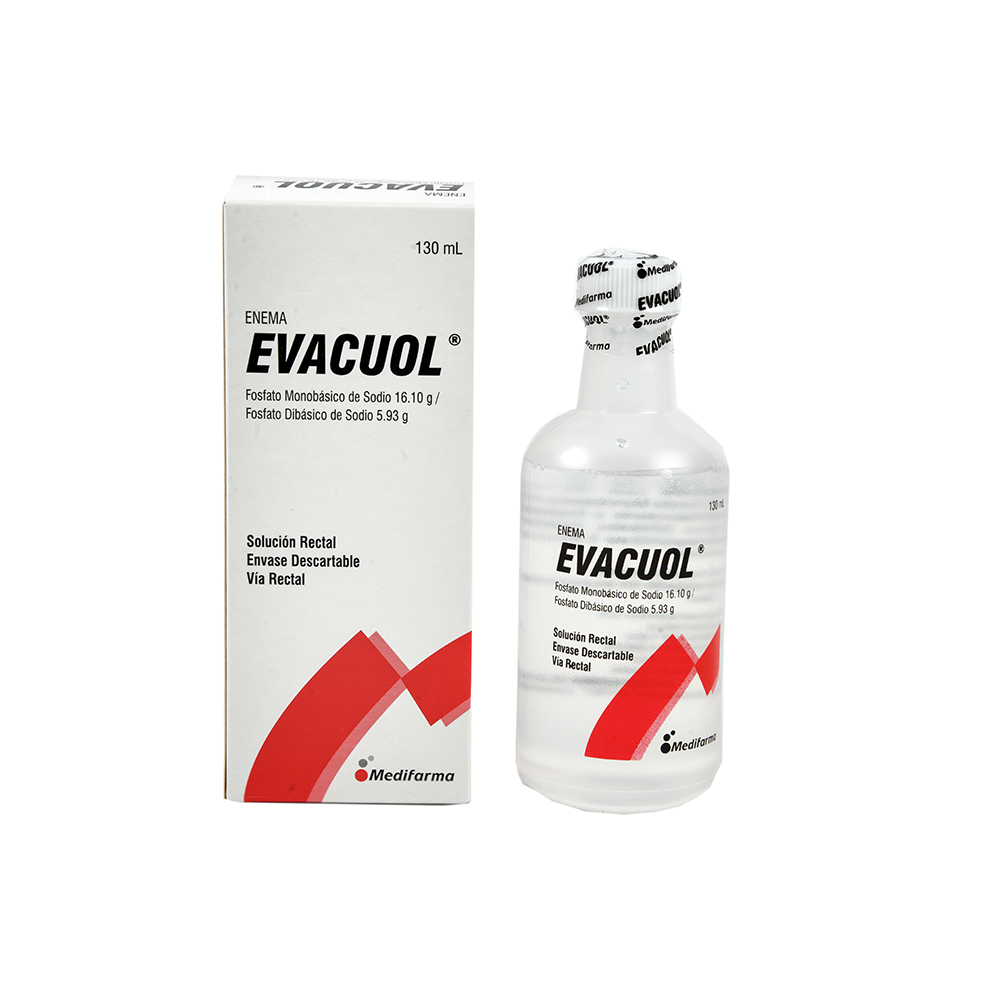 ENEMA
EVACUOL®
130 mL
ENEMA
EVACUOL®
Fosfato Monobásico de Sodio 16.10 g /
Fosfato Dibásico de Sodio 5.93 g
Solución Rectal
Envase Descartable
Vía Rectal
Medifarma
EVACUOL®
Medifarma
EVACUOL
EVACUOL®
Medifarma
EVACUOL
130 mL
ENEMA
EVACUOL®
Fosfato Monobásico de Sodio 16.10 g /
Fosfato Dibásico de Sodio 5.93 g
Solución Rectal
Envase Descartable
Vía Rectal
Medifarma